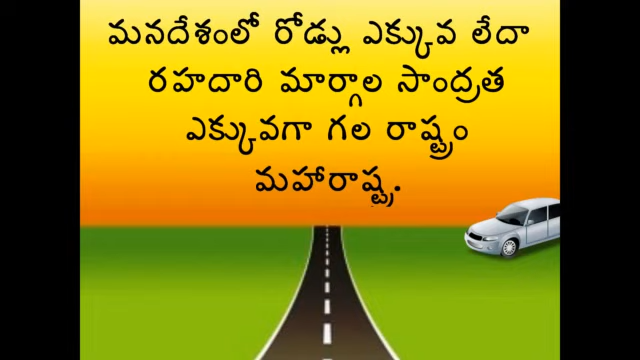 మనదేశంలో రోడ్లు ఎక్కువ లేదా
రహదారి మార్గాల సాంద్రత
ఎక్కువగా గల రాష్ట్రం
మహారాష్ట్ర.